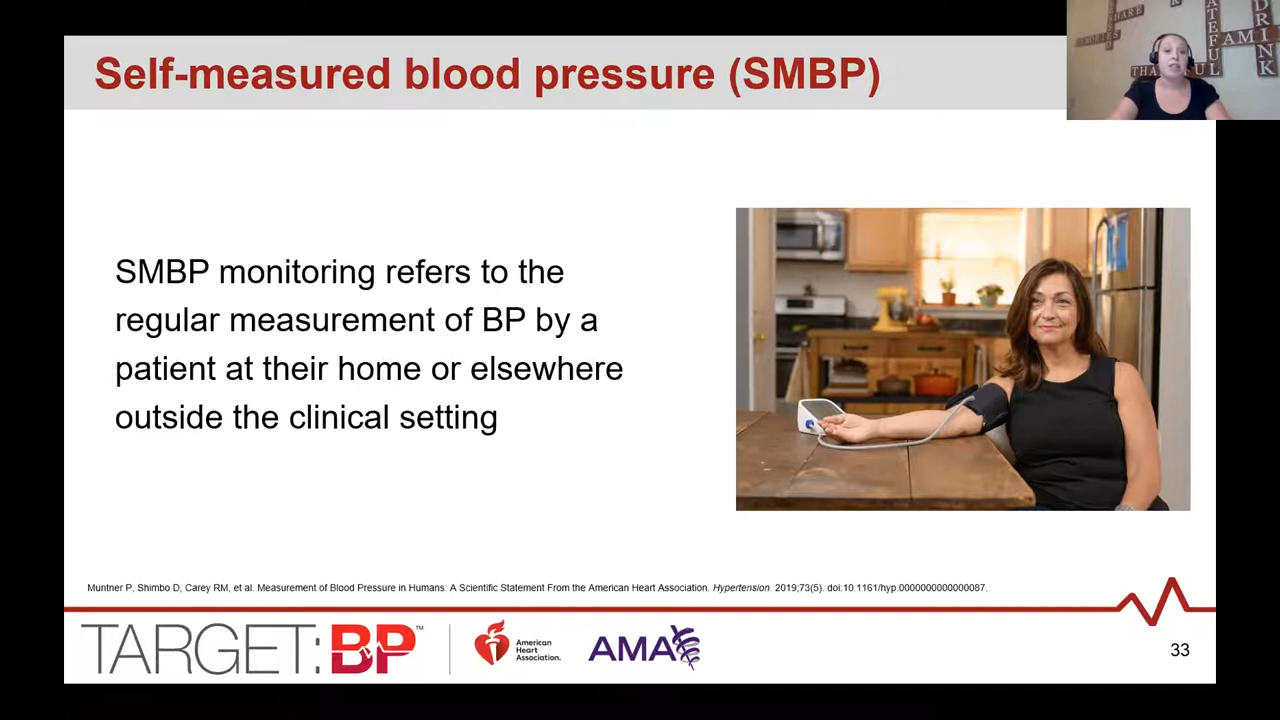 Self-measured blood pressure (SMBP)
SMBP monitoring refers to the
regular measurement of BP by a
patient at their home or elsewhere
outside the clinical setting
Muntner P, Shimbo D, Carey RM, et al. Measurement of Blood Pressure in Humans: A Scientific Statement From the American Heart Association. Hypertension. 2019;73(5). doi:10.1161/hyp.0000000000000087.
TARGET:BP™
American
Heart
Association.
AMA
33
SHARE
DRINK